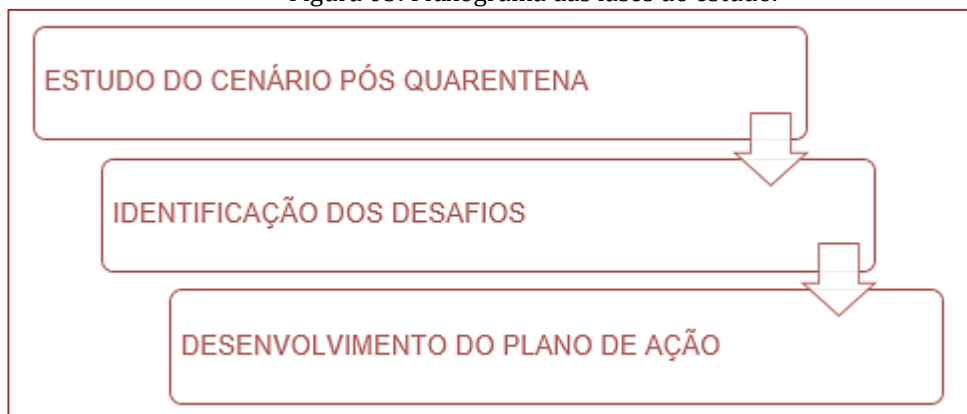 ESTUDO DO CENÁRIO PÓS QUARENTENA
IDENTIFICAÇÃO DOS DESAFIOS
DESENVOLVIMENTO DO PLANO DE AÇÃO